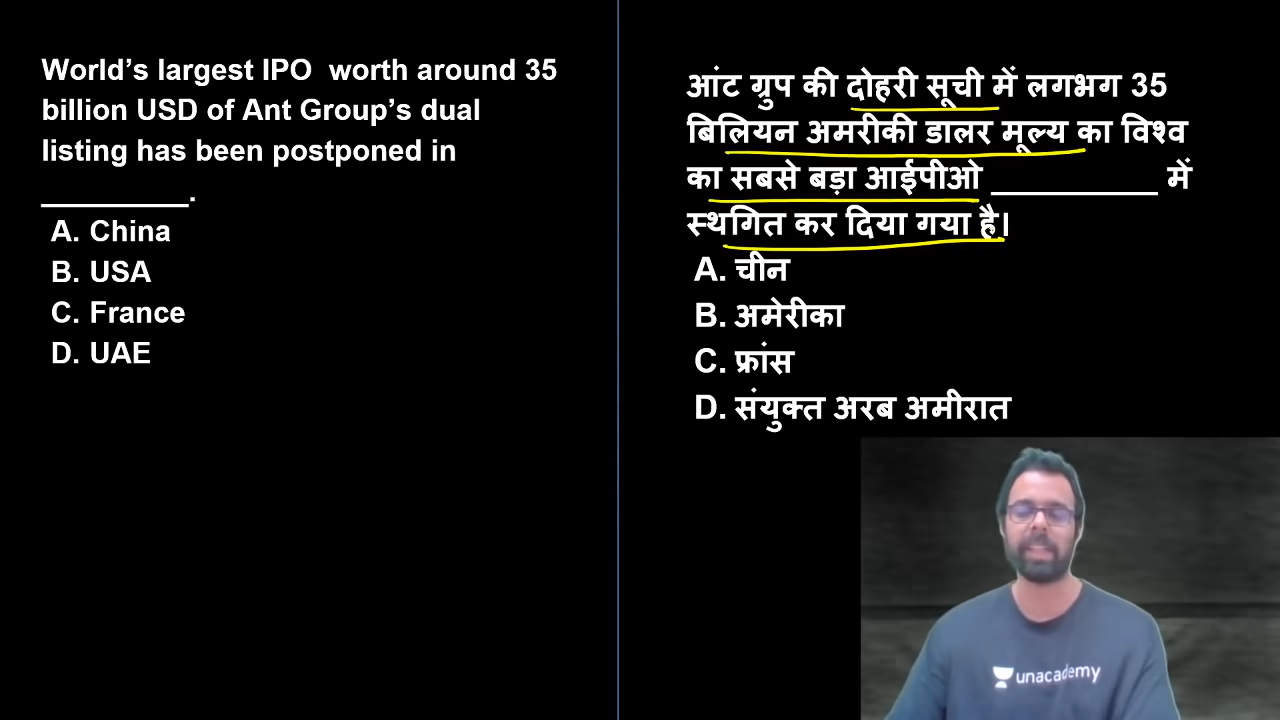 World’s largest IPO  worth around 35
billion USD of Ant Group’s dual
listing has been postponed in
_________.
A. China
B. USA
C. France
D. UAE
आंट ग्रुप की दोहरी सूची में लगभग 35
बिलियन अमरीकी डालर मूल्य का विश्व
का सबसे बड़ा आईपीओ _________ में
स्थगित कर दिया गया है।
A. चीन
B. अमेरीका
C. फ्रांस
D. संयुक्त अरब अमीरात
unacademy